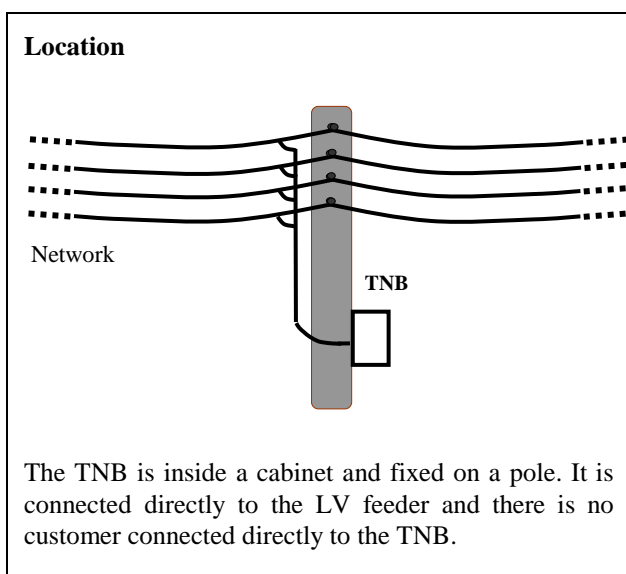 Location
Network
TNB
The TNB is inside a cabinet and fixed on a pole. It is
connected directly to the LV feeder and there is no
customer connected directly to the TNB.